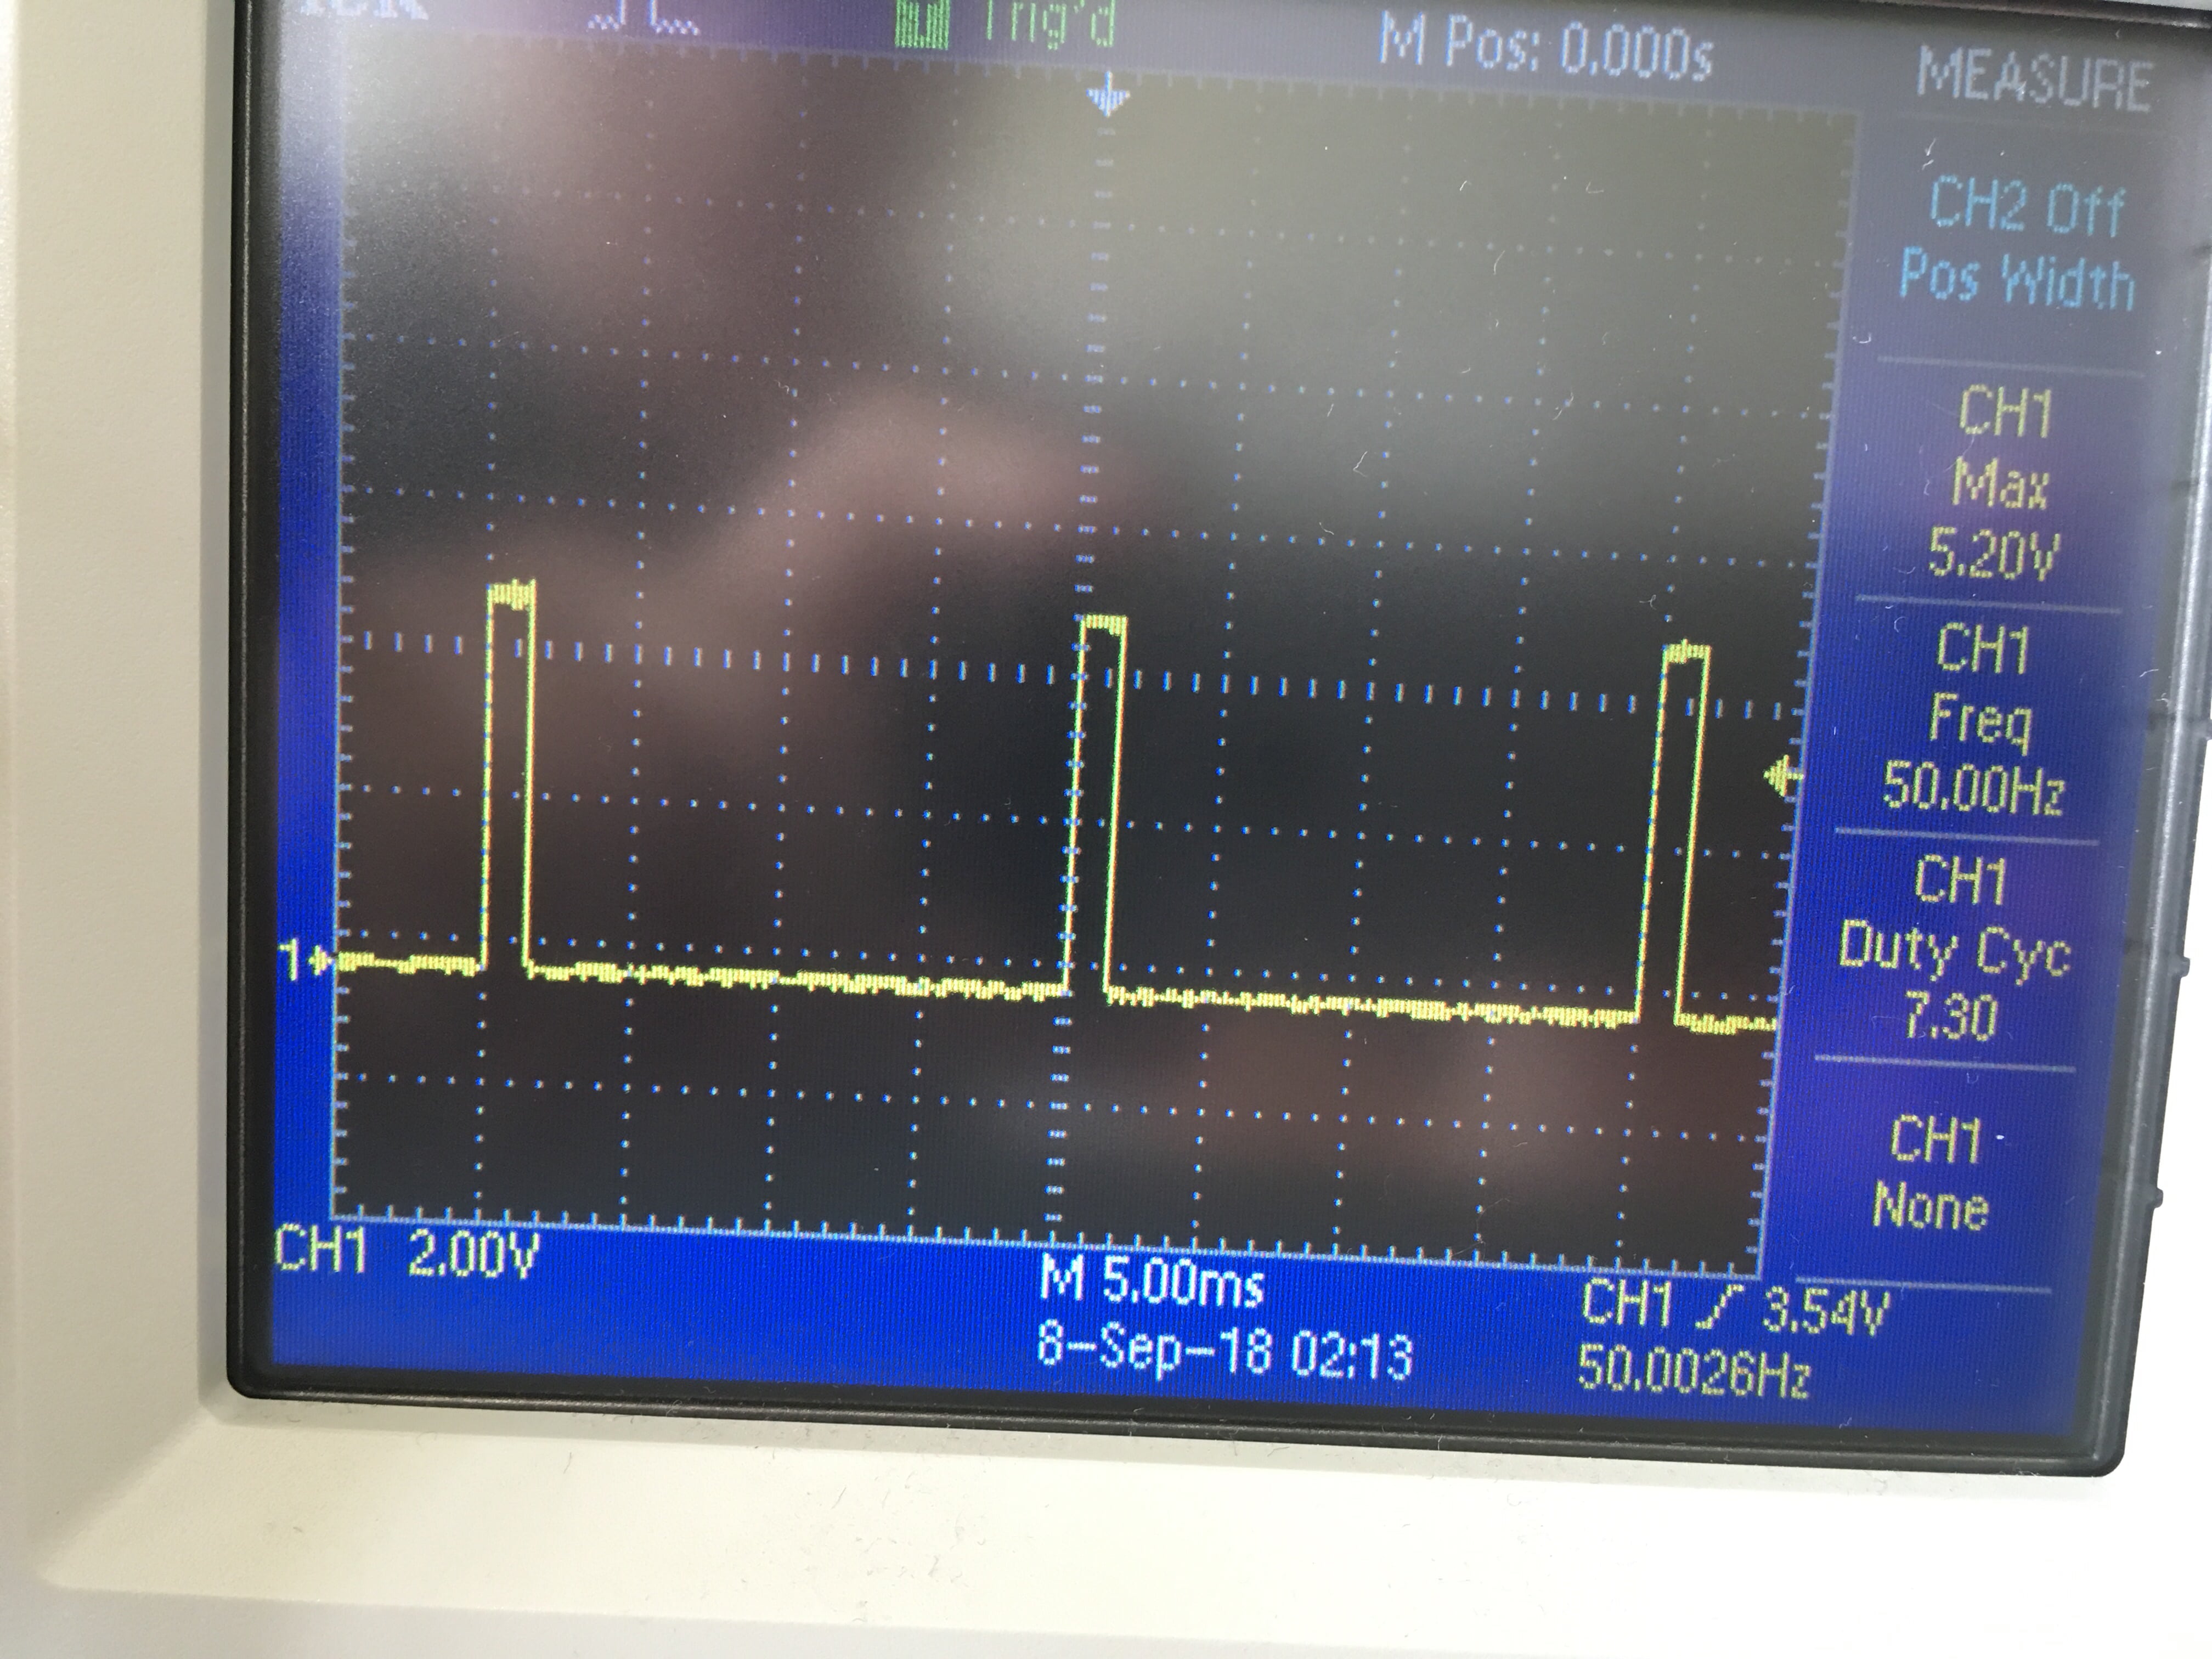 Trig'd
M Pos: 0.000s
MEASURE
CH2 Off
Pos Width
CH1
Max
5.20V
CH1
Freq
50.00Hz
CH1
Duty Cyc
7.30
CH1
None
1
CH1 2.00V
M 5.00ms
CH1 3.54V
8-Sep-18 02:13
50.0026Hz